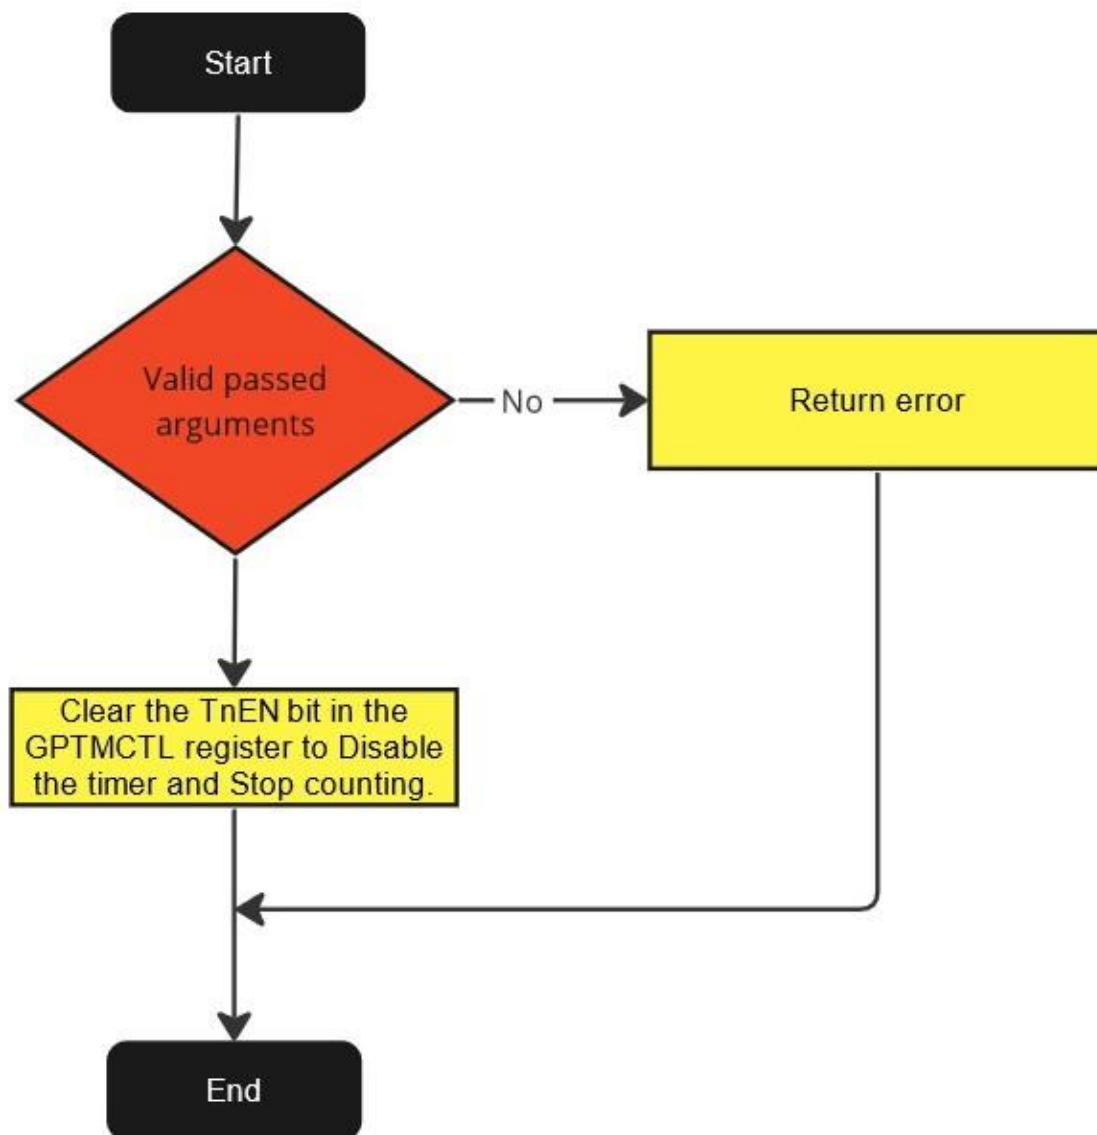 Start
Valid passed
arguments
No
Return error
Clear the TnEN bit in the
GPTMCTL register to Disable
the timer and Stop counting.
End